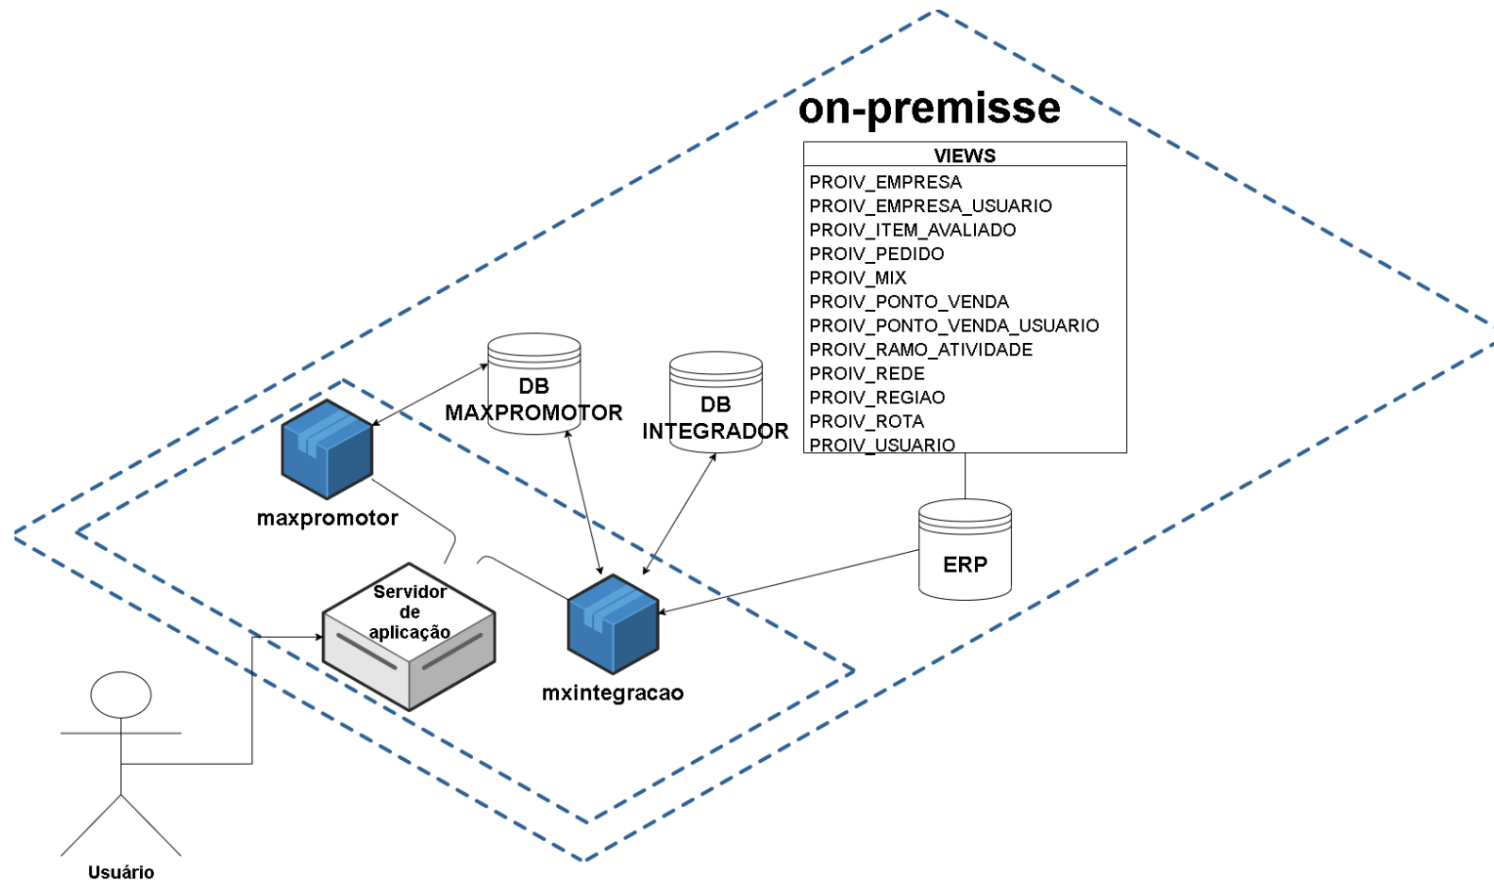 on-premisse
VIEWS
PROIV_EMPRESA
PROIV_EMPRESA_USUARIO
PROIV_ITEM_AVALIADO
PROIV_PEDIDO
PROIV_MIX
PROIV_PONTO_VENDA
PROIV_PONTO_VENDA_USUARIO
PROIV_RAMO_ATIVIDADE
PROIV_REDE
PROIV_REGIAO
PROIV_ROTA
PROIV_USUARIO
DB
MAXPROMOTOR
DB
INTEGRADOR
maxpromotor
ERP
Servidor
de
aplicação
mxintegracao
Usuário